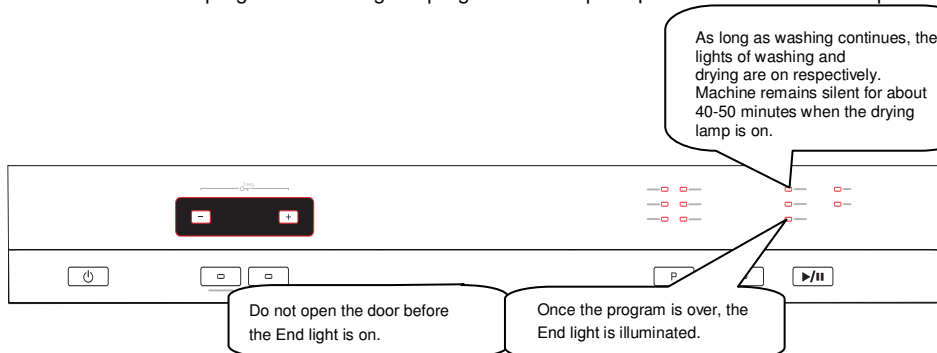 As long as washing continues, the
lights of washing and
drying are on respectively.
Machine remains silent for about
40-50 minutes when the drying
lamp is on.
- +
P
Do not open the door before
the End light is on.
Once the program is over, the
End light is illuminated.